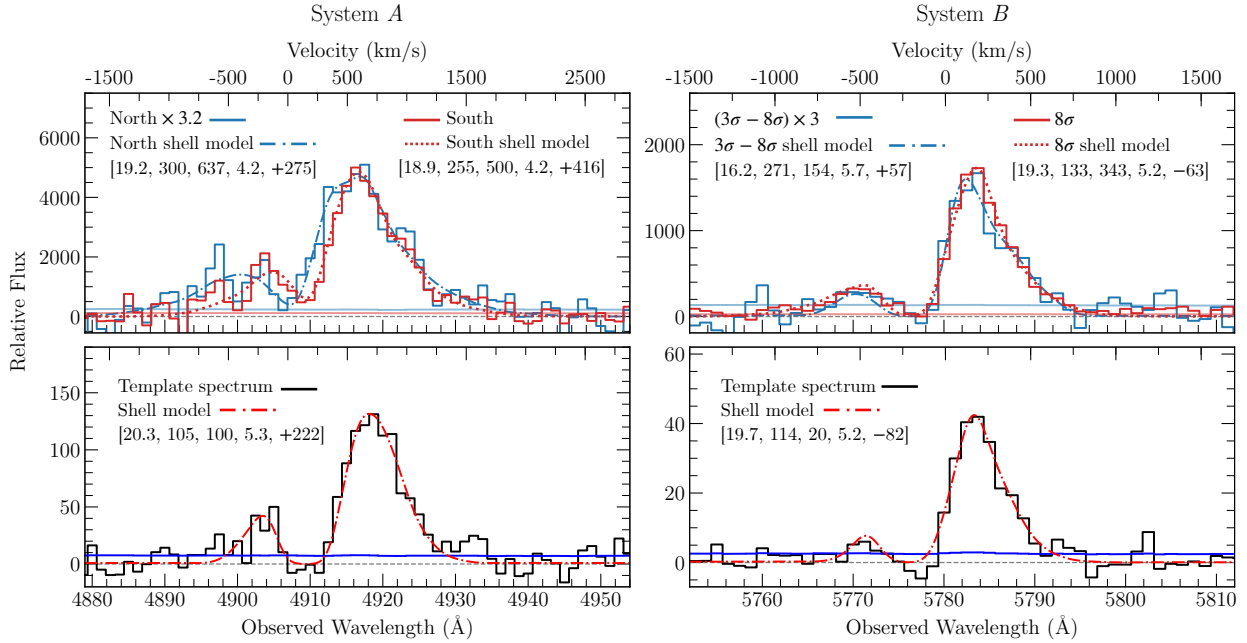 System A
System B
Velocity (km/s)
Velocity (km/s)
-1500 -1000 -500 0 500 1000 1500 2500
-1500 -1000 -500 0 500 1000 1500
North × 3.2
South
North shell model
South shell model
[19.2, 300, 637, 4.2, +275]
[18.9, 255, 500, 4.2, +416]
(3σ − 8σ) × 3
8σ
3σ − 8σ shell model
8σ shell model
[16.2, 271, 154, 5.7, +57]
[19.3, 133, 343, 5.2, −63]
6000
4000
2000
0
2000
1000
0
Relative Flux
Template spectrum
Shell model
[20.3, 105, 100, 5.3, +222]
Template spectrum
Shell model
[19.7, 114, 20, 5.2, −82]
150
100
50
0
60
40
20
0
4880 4890 4900 4910 4920 4930 4940 4950
5760 5770 5780 5790 5800 5810
Observed Wavelength (Å)
Observed Wavelength (Å)